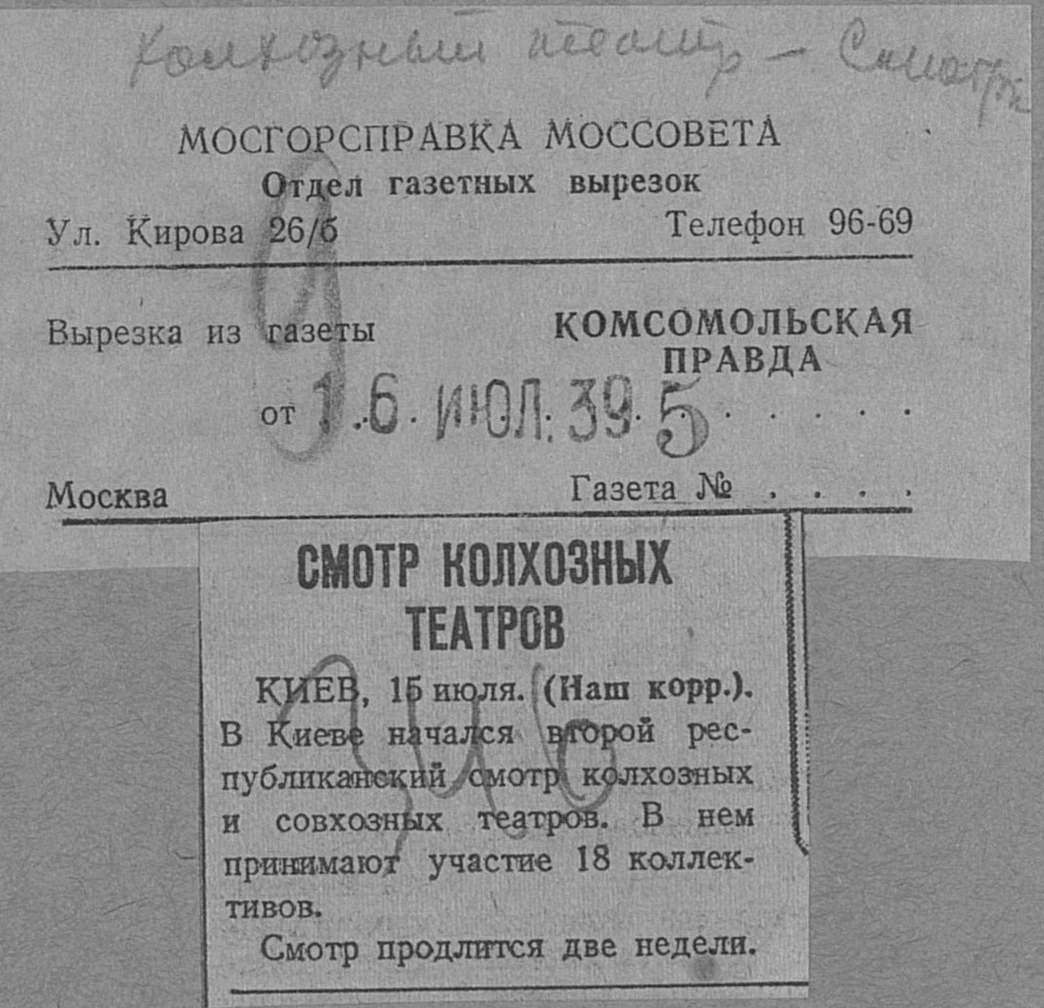 Колхозный театр – Смотры
МОСГОРСПРАВКА МОССОВЕТА
Отдел газетных вырезок
Ул. Кирова 26/б Телефон 96-69
Вырезка из газеты КОМСОМОЛЬСКАЯ
ПРАВДА
от 16. ИЮЛ. 39 5 . . . . .
Москва Газета № . . . .
СМОТР КОЛХОЗНЫХ
ТЕАТРОВ
КИЕВ, 15 июля. (Наш корр.).
В Киеве начался второй рес-
публиканский смотр колхозных
и совхозных театров. В нем
принимают участие 18 коллек-
тивов.
Смотр продлится две недели.